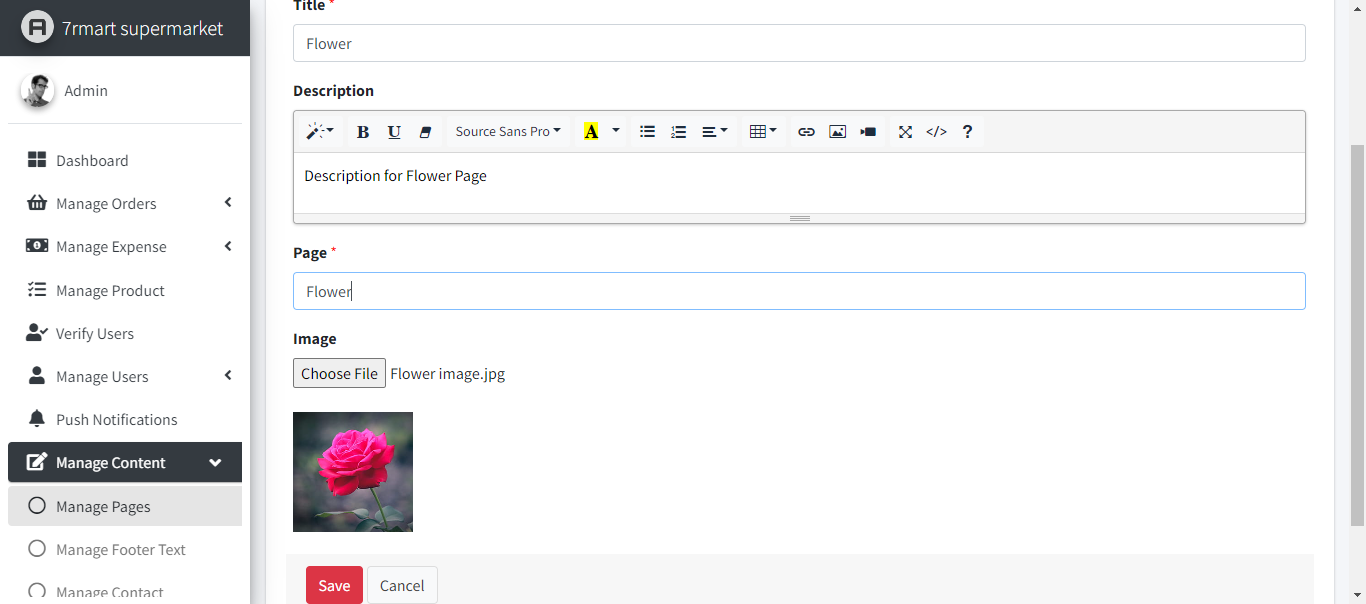 7rmart supermarket
Admin
Dashboard
Manage Orders
Manage Expense
Manage Product
Verify Users
Manage Users
Push Notifications
Manage Content
Manage Pages
Manage Footer Text
Manage Contact
Title *
Flower
Description
B U Source Sans Pro A </> ?
Description for Flower Page
Page *
Flower
Image
Choose File Flower image.jpg
Save Cancel